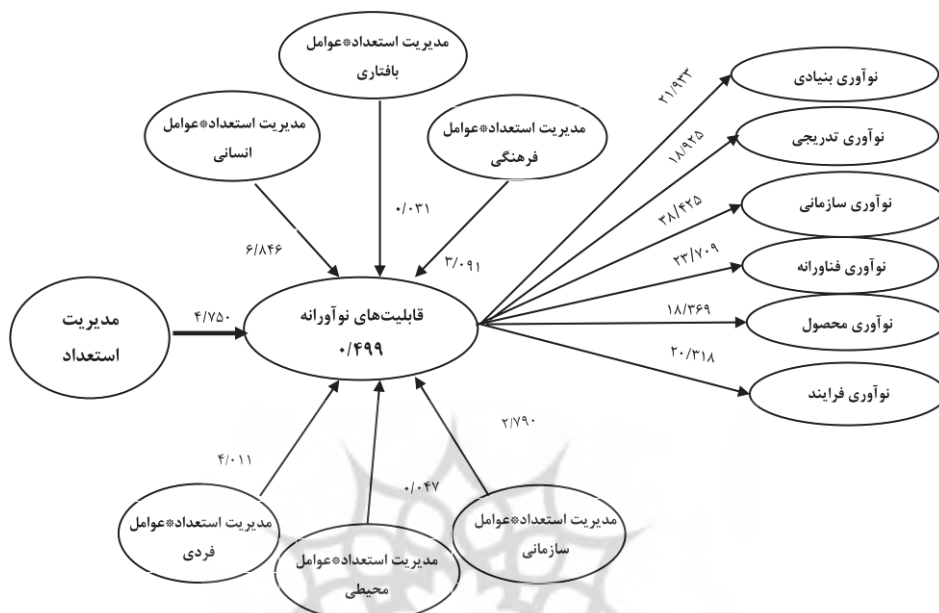 مدیریت استعداد*عوامل
بافتاری
مدیریت استعداد*عوامل
انسانی
مدیریت استعداد*عوامل
فرهنگی
نوآوری بنیادی
نوآوری تدریجی
نوآوری سازمانی
نوآوری فناورانه
نوآوری محصول
نوآوری فرایند
۲۱/۹۳۳
۱۸/۹۲۵
۳۸/۴۲۵
۲۳/۷۰۹
۱۸/۳۶۹
۲۰/۳۱۸
۶/۸۴۶
۰/۰۳۱
۳/۰۹۱
مدیریت
استعداد
۴/۷۵۰
قابلیت‌های نوآورانه
۰/۴۹۹
۴/۰۱۱
۰/۰۴۷
۲/۷۹۰
مدیریت استعداد*عوامل
فردی
مدیریت استعداد*عوامل
محیطی
مدیریت استعداد*عوامل
سازمانی